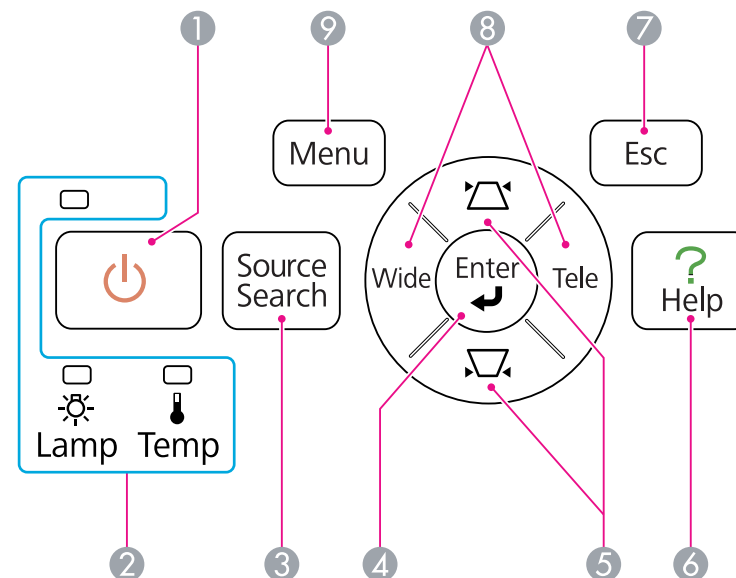 1 9 8 7
Menu
Esc
Source
Search
Wide
Enter
Tele
?
Help
Lamp
Temp
2 3 4 5 6